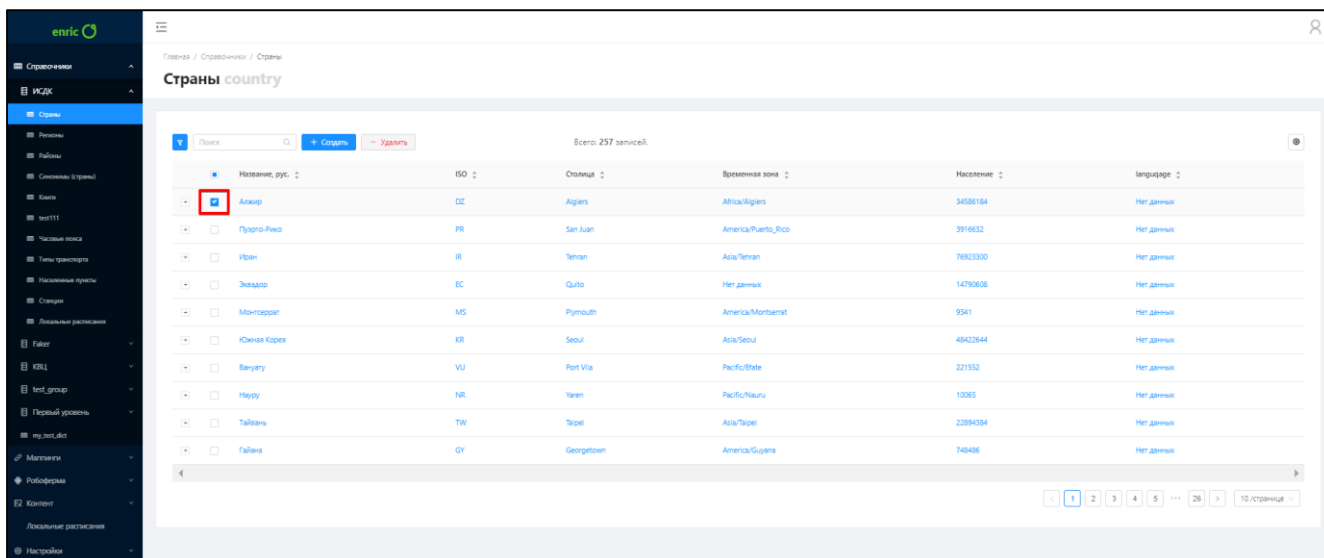 enric
Справочники
ИСДК
Страны
Регионы
Районы
Синонимы (страны)
Книги
test111
Часовые пояса
Типы транспорта
Населенные пункты
Станции
Локальные расписания
Faker
КВЦ
test_group
Первый уровень
my_test_dict
Маппинги
Робоферма
Контент
Локальные расписания
Настройки
Главная / Справочники / Страны
Страны country
Поиск + Создать − Удалить Всего: 257 записей.
Название, рус. ISO Столица Временная зона Население languqage
Алжир DZ Algiers Africa/Algiers 34586184 Нет данных
Пуэрто-Рико PR San Juan America/Puerto_Rico 3916632 Нет данных
Иран IR Tehran Asia/Tehran 76923300 Нет данных
Эквадор EC Quito Нет данных 14790608 Нет данных
Монтсеррат MS Plymouth America/Montserrat 9341 Нет данных
Южная Корея KR Seoul Asia/Seoul 48422644 Нет данных
Вануату VU Port Vila Pacific/Efate 221552 Нет данных
Науру NR Yaren Pacific/Nauru 10065 Нет данных
Тайвань TW Taipei Asia/Taipei 22894384 Нет данных
Гайана GY Georgetown America/Guyana 748486 Нет данных
< 1 2 3 4 5 ••• 26 > 10 /странице